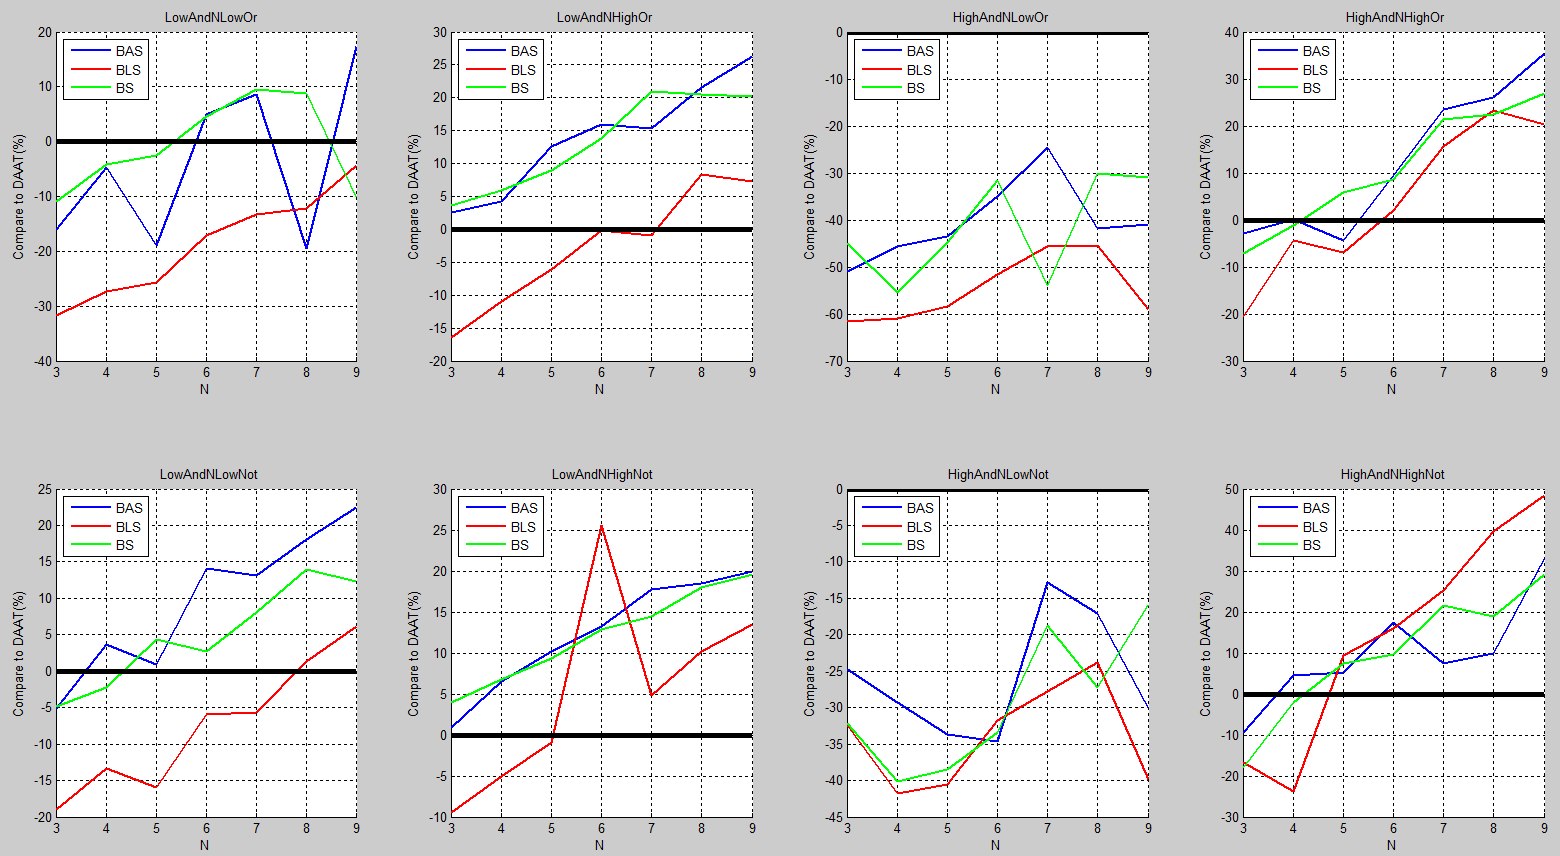 LowAndNLowOr
20
10
0
-10
-20
-30
-40
Compare to DAAT(%)
BAS
BLS
BS
3 4 5 6 7 8 9
N
LowAndNHighOr
30
25
20
15
10
5
0
-5
-10
-15
-20
Compare to DAAT(%)
BAS
BLS
BS
3 4 5 6 7 8 9
N
HighAndNLowOr
0
-10
-20
-30
-40
-50
-60
-70
Compare to DAAT(%)
BAS
BLS
BS
3 4 5 6 7 8 9
N
HighAndNHighOr
40
30
20
10
0
-10
-20
-30
Compare to DAAT(%)
BAS
BLS
BS
3 4 5 6 7 8 9
N
LowAndNLowNot
25
20
15
10
5
0
-5
-10
-15
-20
Compare to DAAT(%)
BAS
BLS
BS
3 4 5 6 7 8 9
N
LowAndNHighNot
30
25
20
15
10
5
0
-5
-10
Compare to DAAT(%)
BAS
BLS
BS
3 4 5 6 7 8 9
N
HighAndNLowNot
0
-5
-10
-15
-20
-25
-30
-35
-40
-45
Compare to DAAT(%)
BAS
BLS
BS
3 4 5 6 7 8 9
N
HighAndNHighNot
50
40
30
20
10
0
-10
-20
-30
Compare to DAAT(%)
BAS
BLS
BS
3 4 5 6 7 8 9
N